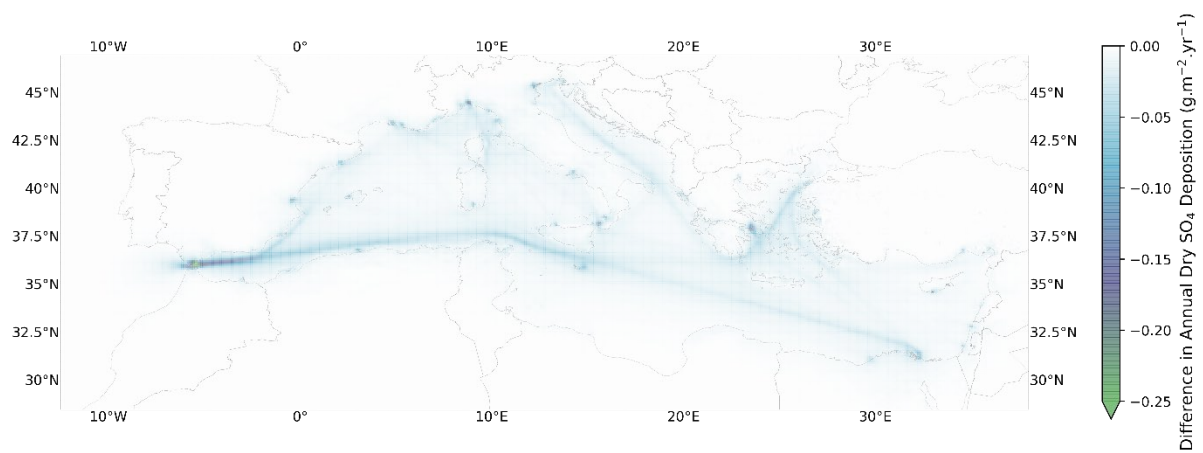 10°W 0° 10°E 20°E 30°E
45°N 45°N
42.5°N 42.5°N
40°N 40°N
37.5°N 37.5°N
35°N 35°N
32.5°N 32.5°N
30°N 30°N
10°W 0° 10°E 20°E 30°E
0.00
−0.05
−0.10
−0.15
−0.20
−0.25
Difference in Annual Dry SO₄ Deposition (g.m⁻².yr⁻¹)